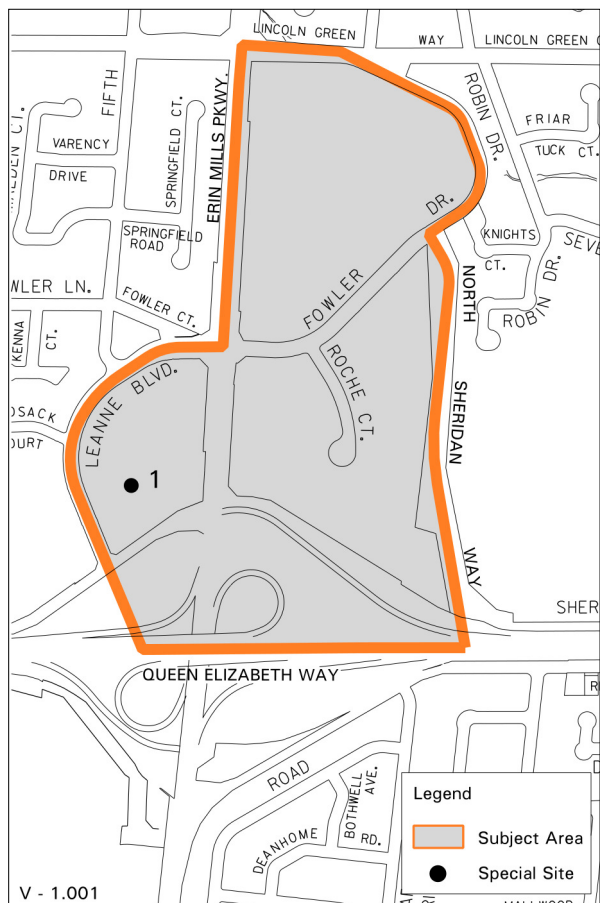 LINCOLN GREEN WAY
LINCOLN GREEN
FIFTH
ERIN MILLS PKWY.
SPRINGFIELD CT.
VARENCY
DRIVE
SPRINGFIELD
ROAD
ROBIN DR.
FRIAR
TUCK CT.
DR.
KNIGHTS
CT.
ROBIN DR.
WLER LN.
FOWLER CT.
FOWLER
NORTH
KENNA
CT.
ROCHE CT.
LEANNE BLVD.
SHERIDAN
OSACK
OURT
1
WAY
SHER
QUEEN ELIZABETH WAY
ROAD
BOTHWELL
AVE.
DEANHOME
RD.
Legend
Subject Area
Special Site
V - 1.001